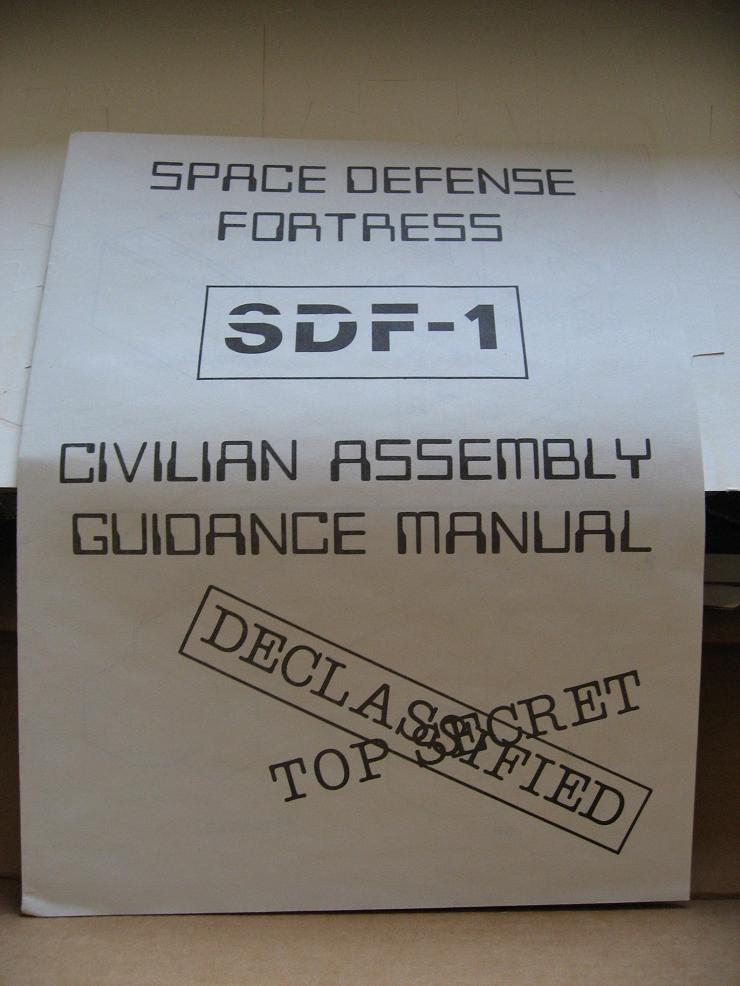 SPACE DEFENSE
FORTRESS
SDF-1
CIVILIAN ASSEMBLY
GUIDANCE MANUAL
DECLASSIFIED
TOP SECRET